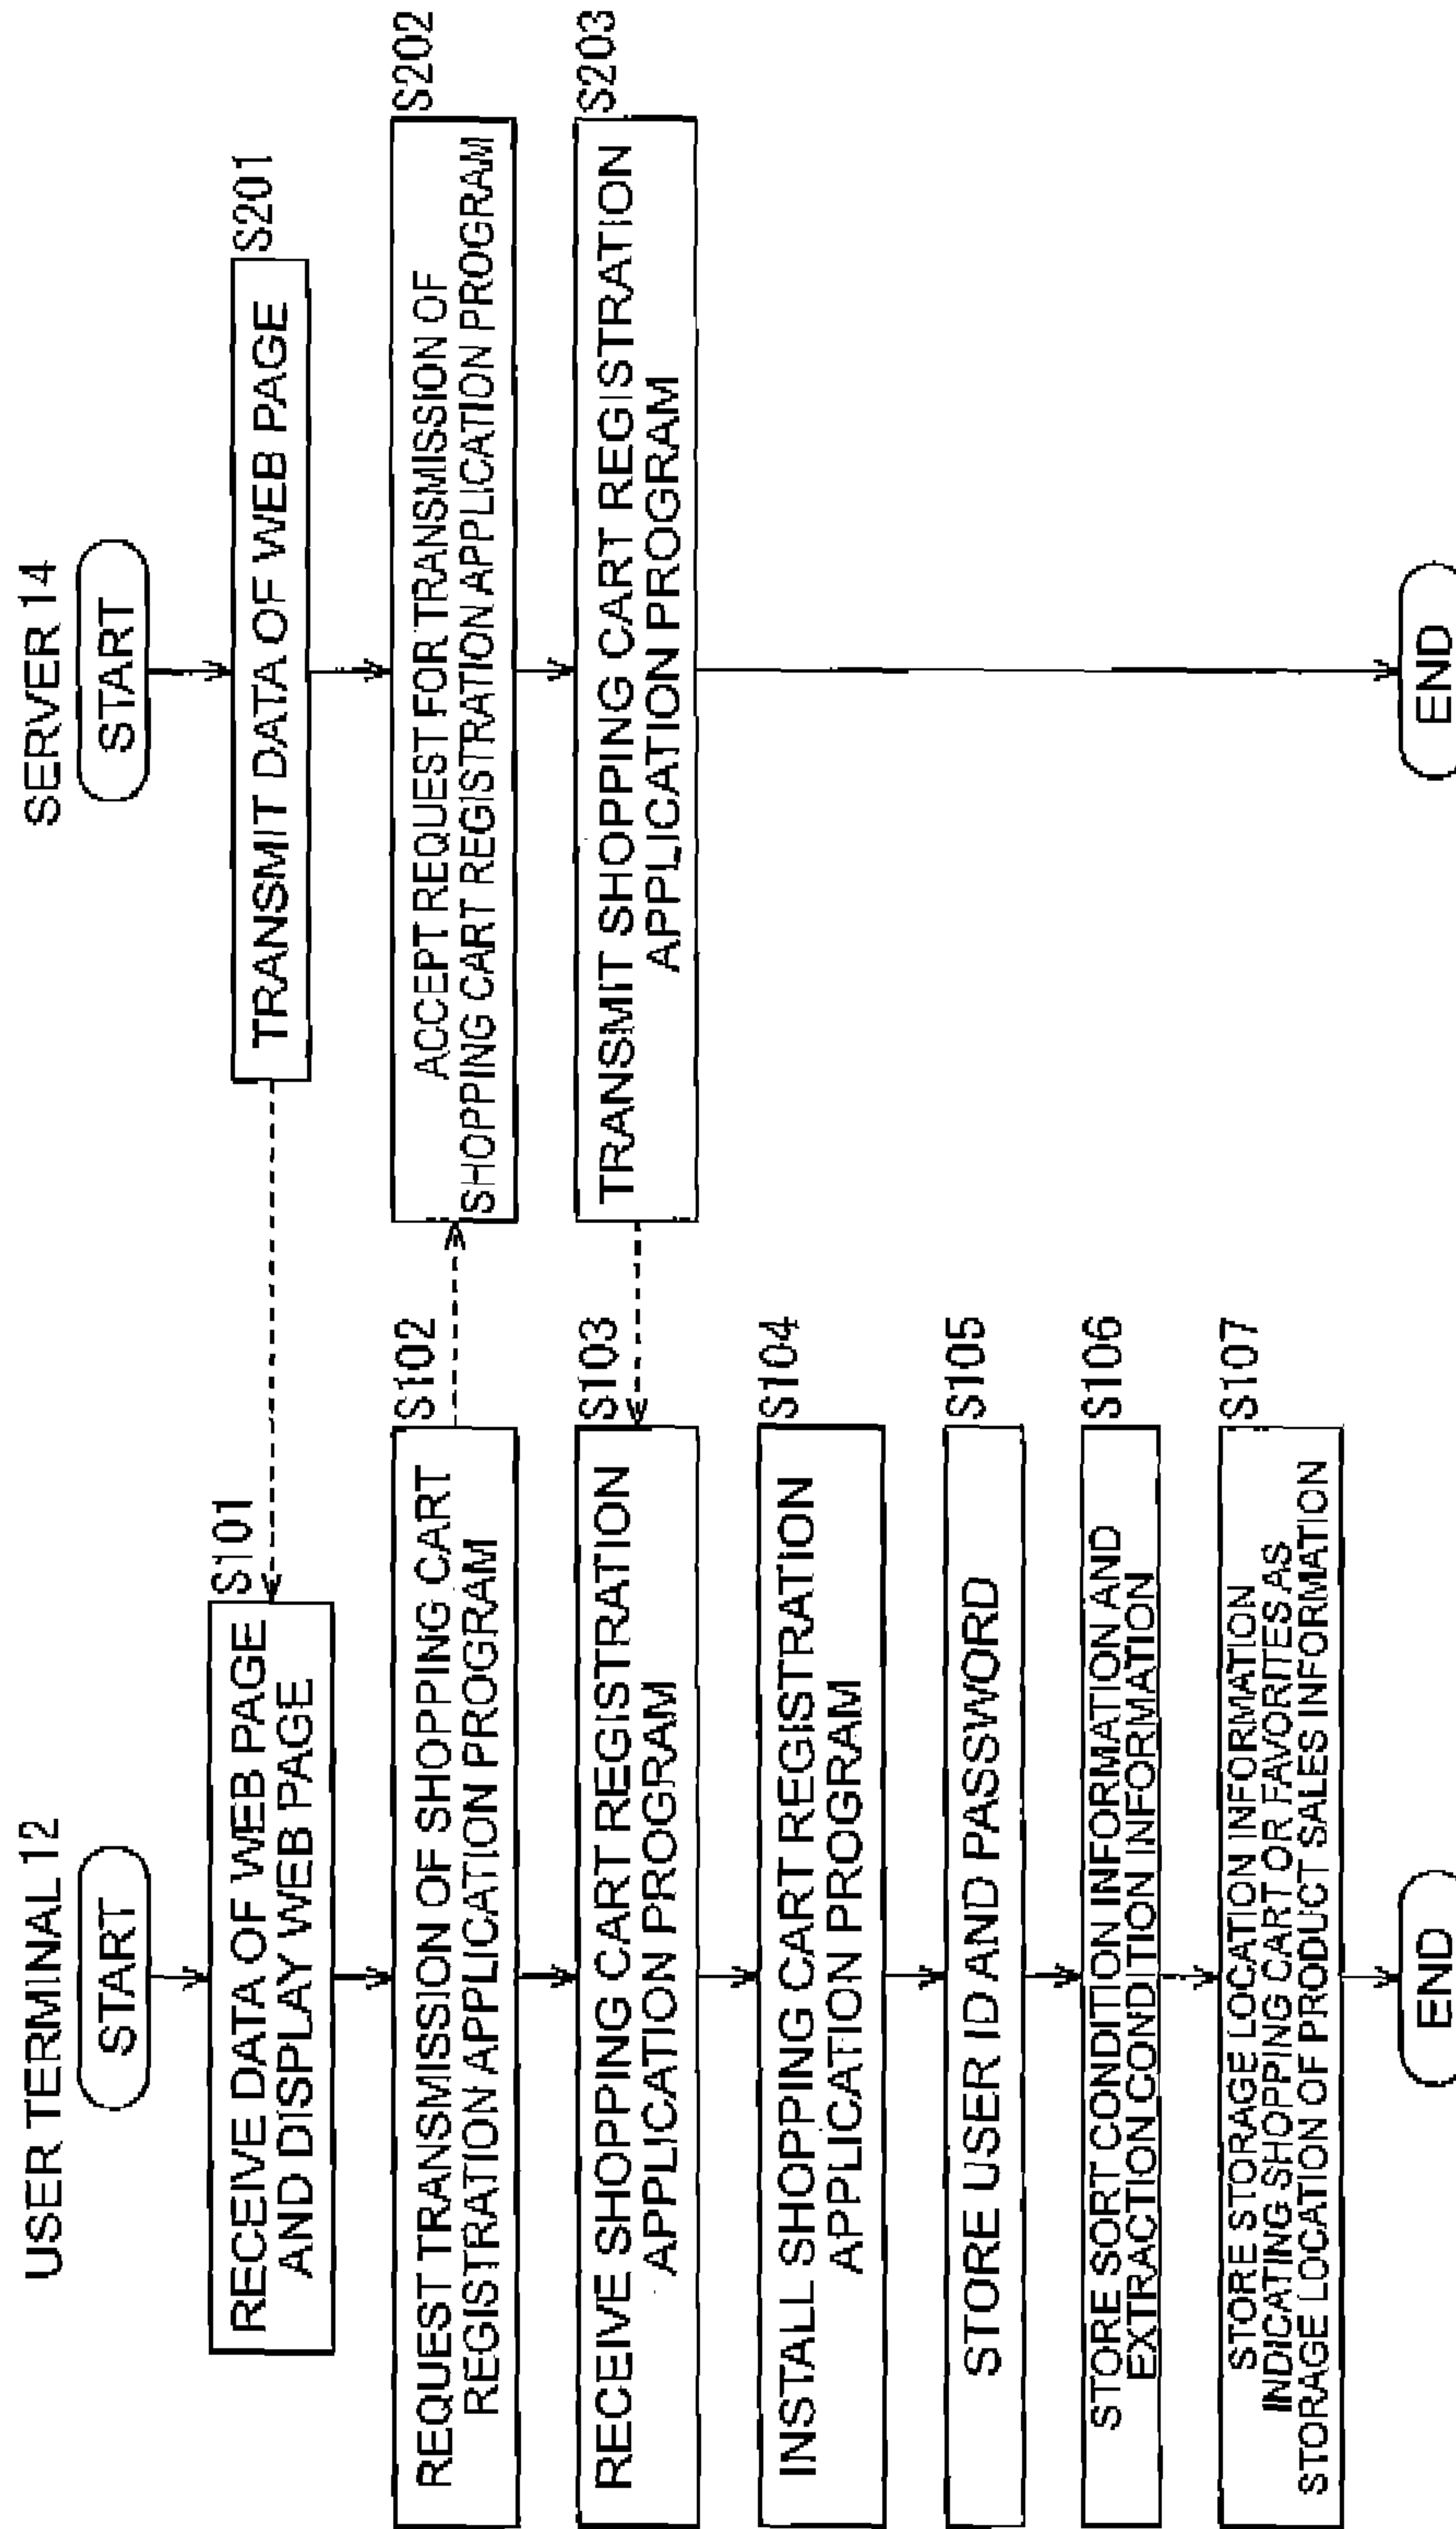 USER TERMINAL 12
START
S101
RECEIVE DATA OF WEB PAGE
AND DISPLAY WEB PAGE
S102
REQUEST TRANSMISSION OF SHOPPING CART
REGISTRATION APPLICATION PROGRAM
S103
RECEIVE SHOPPING CART REGISTRATION
APPLICATION PROGRAM
S104
INSTALL SHOPPING CART REGISTRATION
APPLICATION PROGRAM
S105
STORE USER ID AND PASSWORD
S106
STORE SORT CONDITION INFORMATION AND
EXTRACTION CONDITION INFORMATION
S107
STORE STORAGE LOCATION INFORMATION
INDICATING SHOPPING CART OR FAVORITES AS
STORAGE LOCATION OF PRODUCT SALES INFORMATION
END
SERVER 14
START
S201
TRANSMIT DATA OF WEB PAGE
S202
ACCEPT REQUEST FOR TRANSMISSION OF
SHOPPING CART REGISTRATION APPLICATION PROGRAM
S203
TRANSMIT SHOPPING CART REGISTRATION
APPLICATION PROGRAM
END